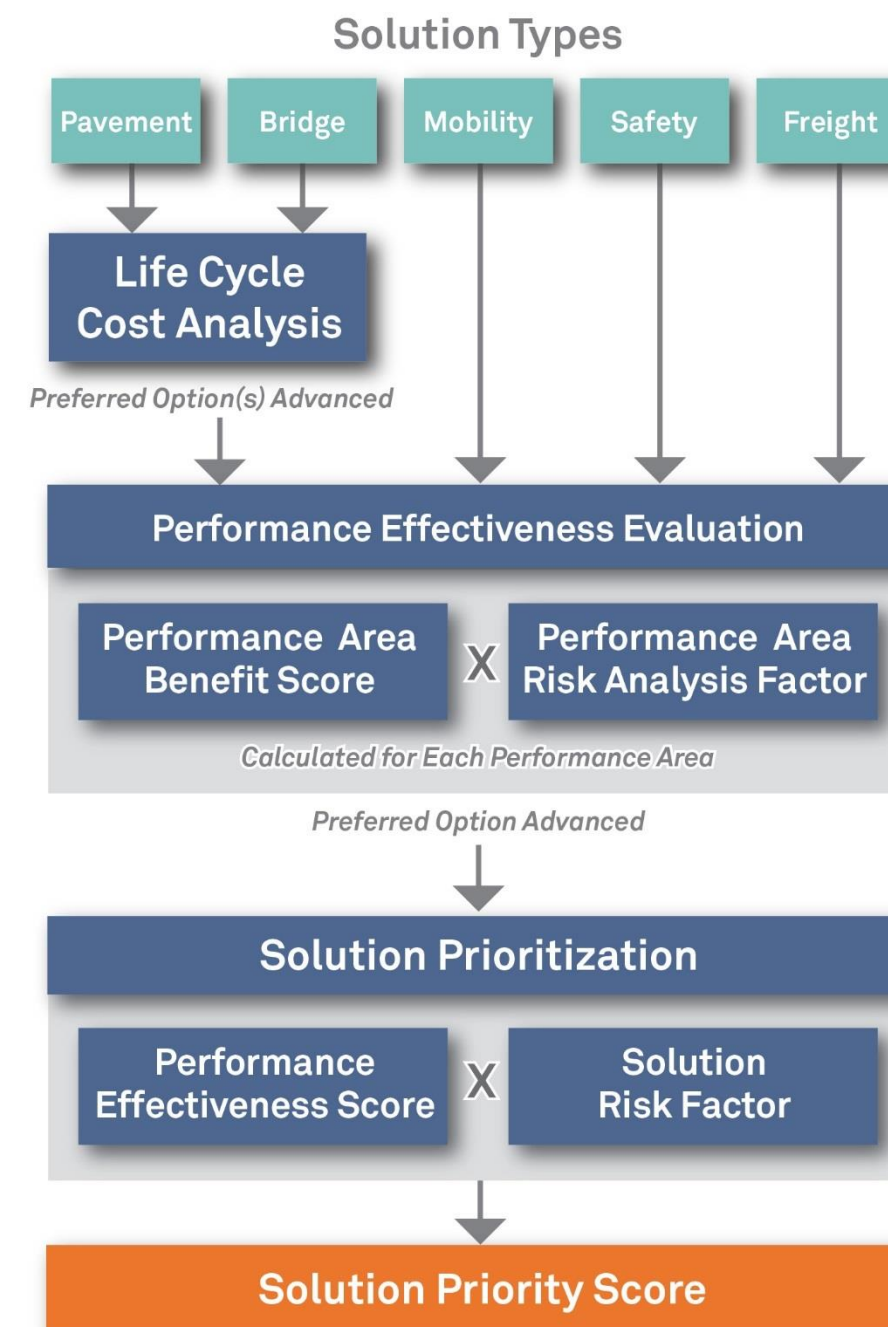 Solution Types
Pavement
Bridge
Mobility
Safety
Freight
Life Cycle
Cost Analysis
Preferred Option(s) Advanced
Performance Effectiveness Evaluation
Performance Area
Benefit Score
X
Performance Area
Risk Analysis Factor
Calculated for Each Performance Area
Preferred Option Advanced
Solution Prioritization
Performance
Effectiveness Score
X
Solution
Risk Factor
Solution Priority Score